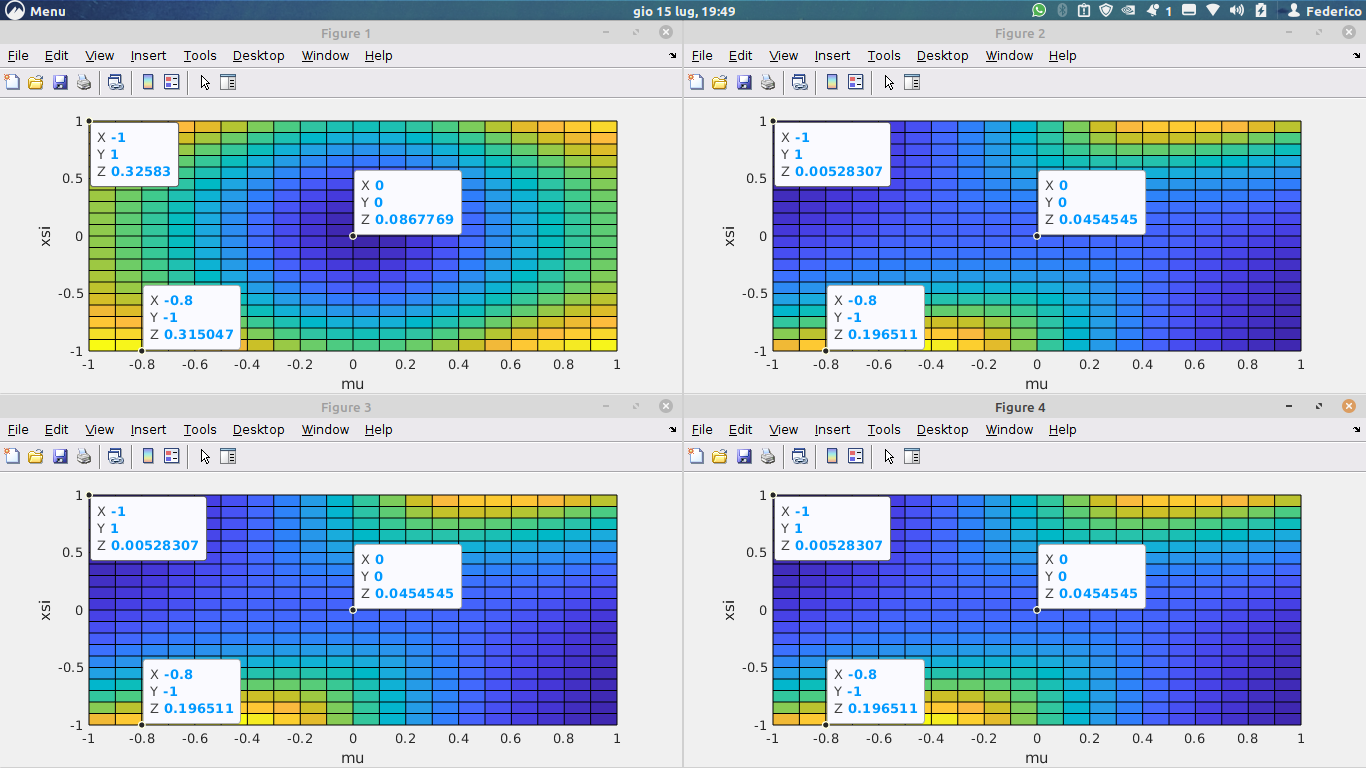 Menu
gio 15 lug, 19:49
1
Federico
Figure 1
File Edit View Insert Tools Desktop Window Help
1
0.5
0
-0.5
-1
xsi
X -1
Y 1
Z 0.32583
X 0
Y 0
Z 0.0867769
X -0.8
Y -1
Z 0.315047
-1 -0.8 -0.6 -0.4 -0.2 0 0.2 0.4 0.6 0.8 1
mu
Figure 2
File Edit View Insert Tools Desktop Window Help
1
0.5
0
-0.5
-1
xsi
X -1
Y 1
Z 0.00528307
X 0
Y 0
Z 0.0454545
X -0.8
Y -1
Z 0.196511
-1 -0.8 -0.6 -0.4 -0.2 0 0.2 0.4 0.6 0.8 1
mu
Figure 3
File Edit View Insert Tools Desktop Window Help
1
0.5
0
-0.5
-1
xsi
X -1
Y 1
Z 0.00528307
X 0
Y 0
Z 0.0454545
X -0.8
Y -1
Z 0.196511
-1 -0.8 -0.6 -0.4 -0.2 0 0.2 0.4 0.6 0.8 1
mu
Figure 4
File Edit View Insert Tools Desktop Window Help
1
0.5
0
-0.5
-1
xsi
X -1
Y 1
Z 0.00528307
X 0
Y 0
Z 0.0454545
X -0.8
Y -1
Z 0.196511
-1 -0.8 -0.6 -0.4 -0.2 0 0.2 0.4 0.6 0.8 1
mu